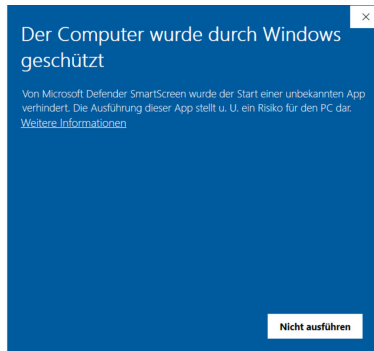 Der Computer wurde durch Windows
geschützt
Von Microsoft Defender SmartScreen wurde der Start einer unbekannten App
verhindert. Die Ausführung dieser App stellt u. U. ein Risiko für den PC dar.
Weitere Informationen
Nicht ausführen